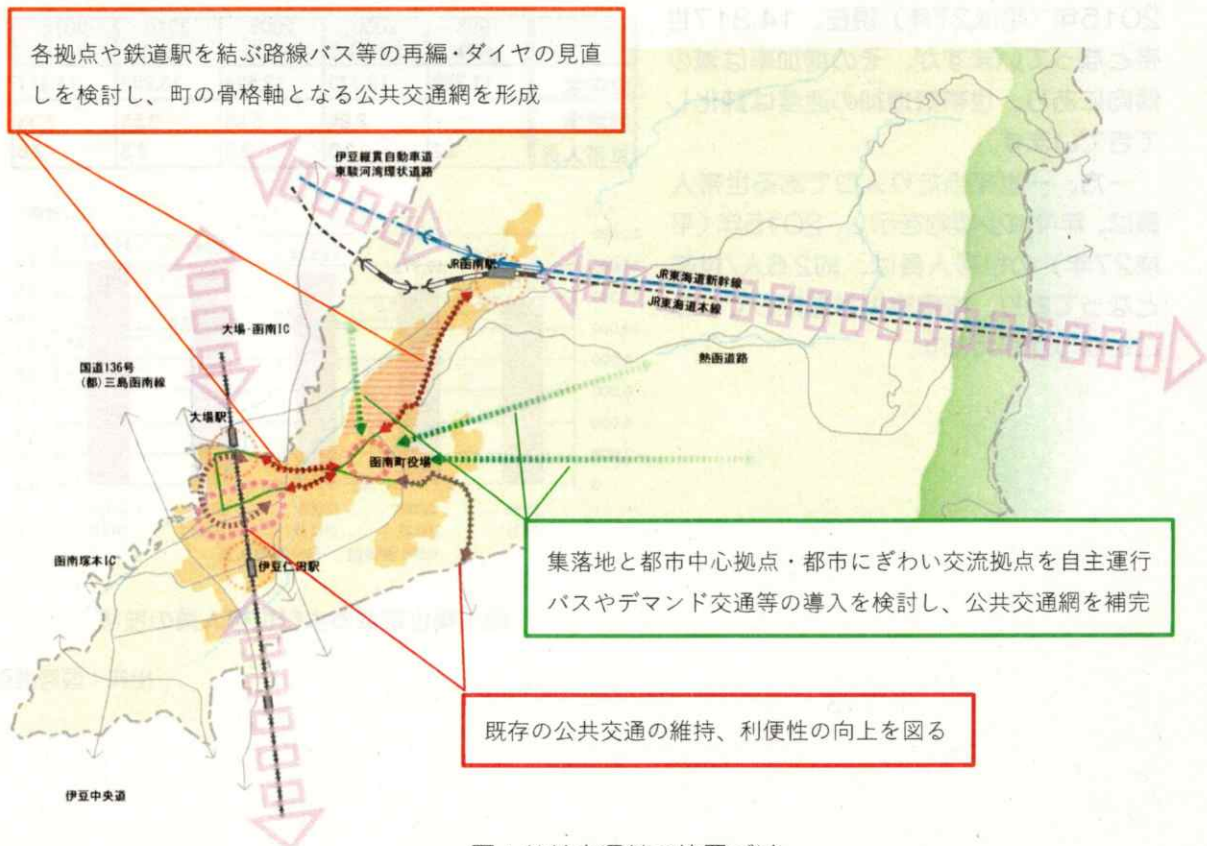 各拠点や鉄道駅を結ぶ路線バス等の再編・ダイヤの見直
しを検討し、町の骨格軸となる公共交通網を形成
伊豆縦貫自動車道
東駿河湾環状道路
JR函南駅
JR東海道新幹線
JR東海道本線
大場・函南IC
熱函道路
国道136号
(都)三島函南線
大場駅
函南町役場
集落地と都市中心拠点・都市にぎわい交流拠点を自主運行
バスやデマンド交通等の導入を検討し、公共交通網を補完
函南塚本IC
伊豆仁田駅
既存の公共交通の維持、利便性の向上を図る
伊豆中央道